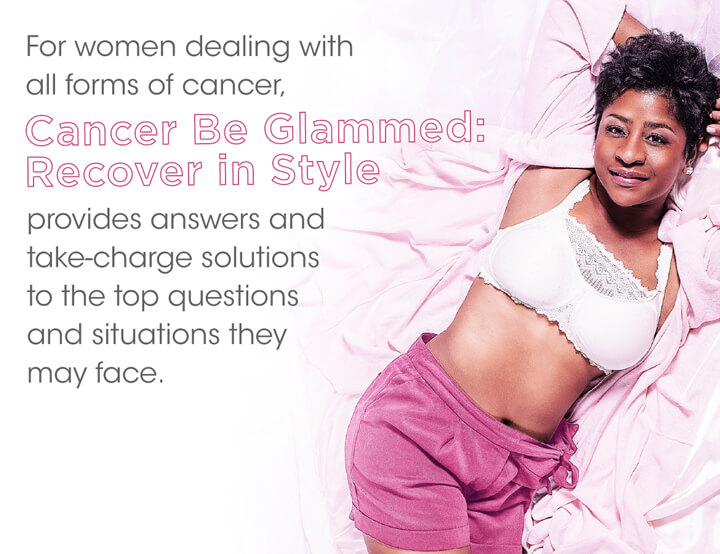 For women dealing with
all forms of cancer,
Cancer Be Glammed:
Recover in Style
provides answers and
take-charge solutions
to the top questions
and situations they
may face.